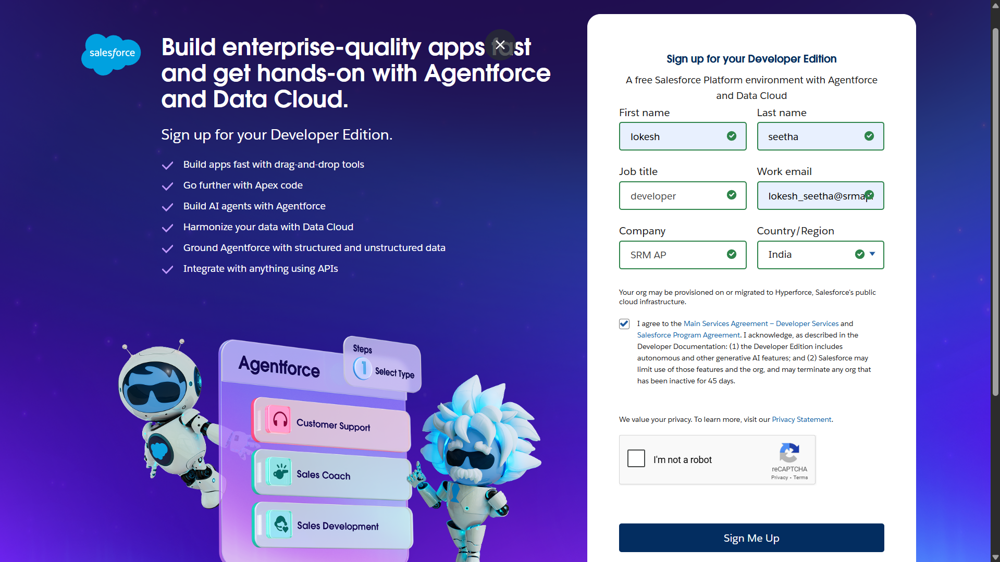 salesforce
Build enterprise-quality apps fast
and get hands-on with Agentforce
and Data Cloud.
Sign up for your Developer Edition.
Build apps fast with drag-and-drop tools
Go further with Apex code
Build AI agents with Agentforce
Harmonize your data with Data Cloud
Ground Agentforce with structured and unstructured data
Integrate with anything using APIs
Agentforce
Steps
1 Select Type
Customer Support
Sales Coach
Sales Development
Sign up for your Developer Edition
A free Salesforce Platform environment with Agentforce
and Data Cloud
First name Last name
lokesh seetha
Job title Work email
developer lokesh_seetha@srmap.
Company Country/Region
SRM AP India
Your org may be provisioned on or migrated to Hyperforce, Salesforce's public
cloud infrastructure.
I agree to the Main Services Agreement – Developer Services and
Salesforce Program Agreement. I acknowledge, as described in the
Developer Documentation: (1) the Developer Edition includes
autonomous and other generative AI features; and (2) Salesforce may
limit use of those features and the org, and may terminate any org that
has been inactive for 45 days.
We value your privacy. To learn more, visit our Privacy Statement.
I'm not a robot
reCAPTCHA
Privacy - Terms
Sign Me Up